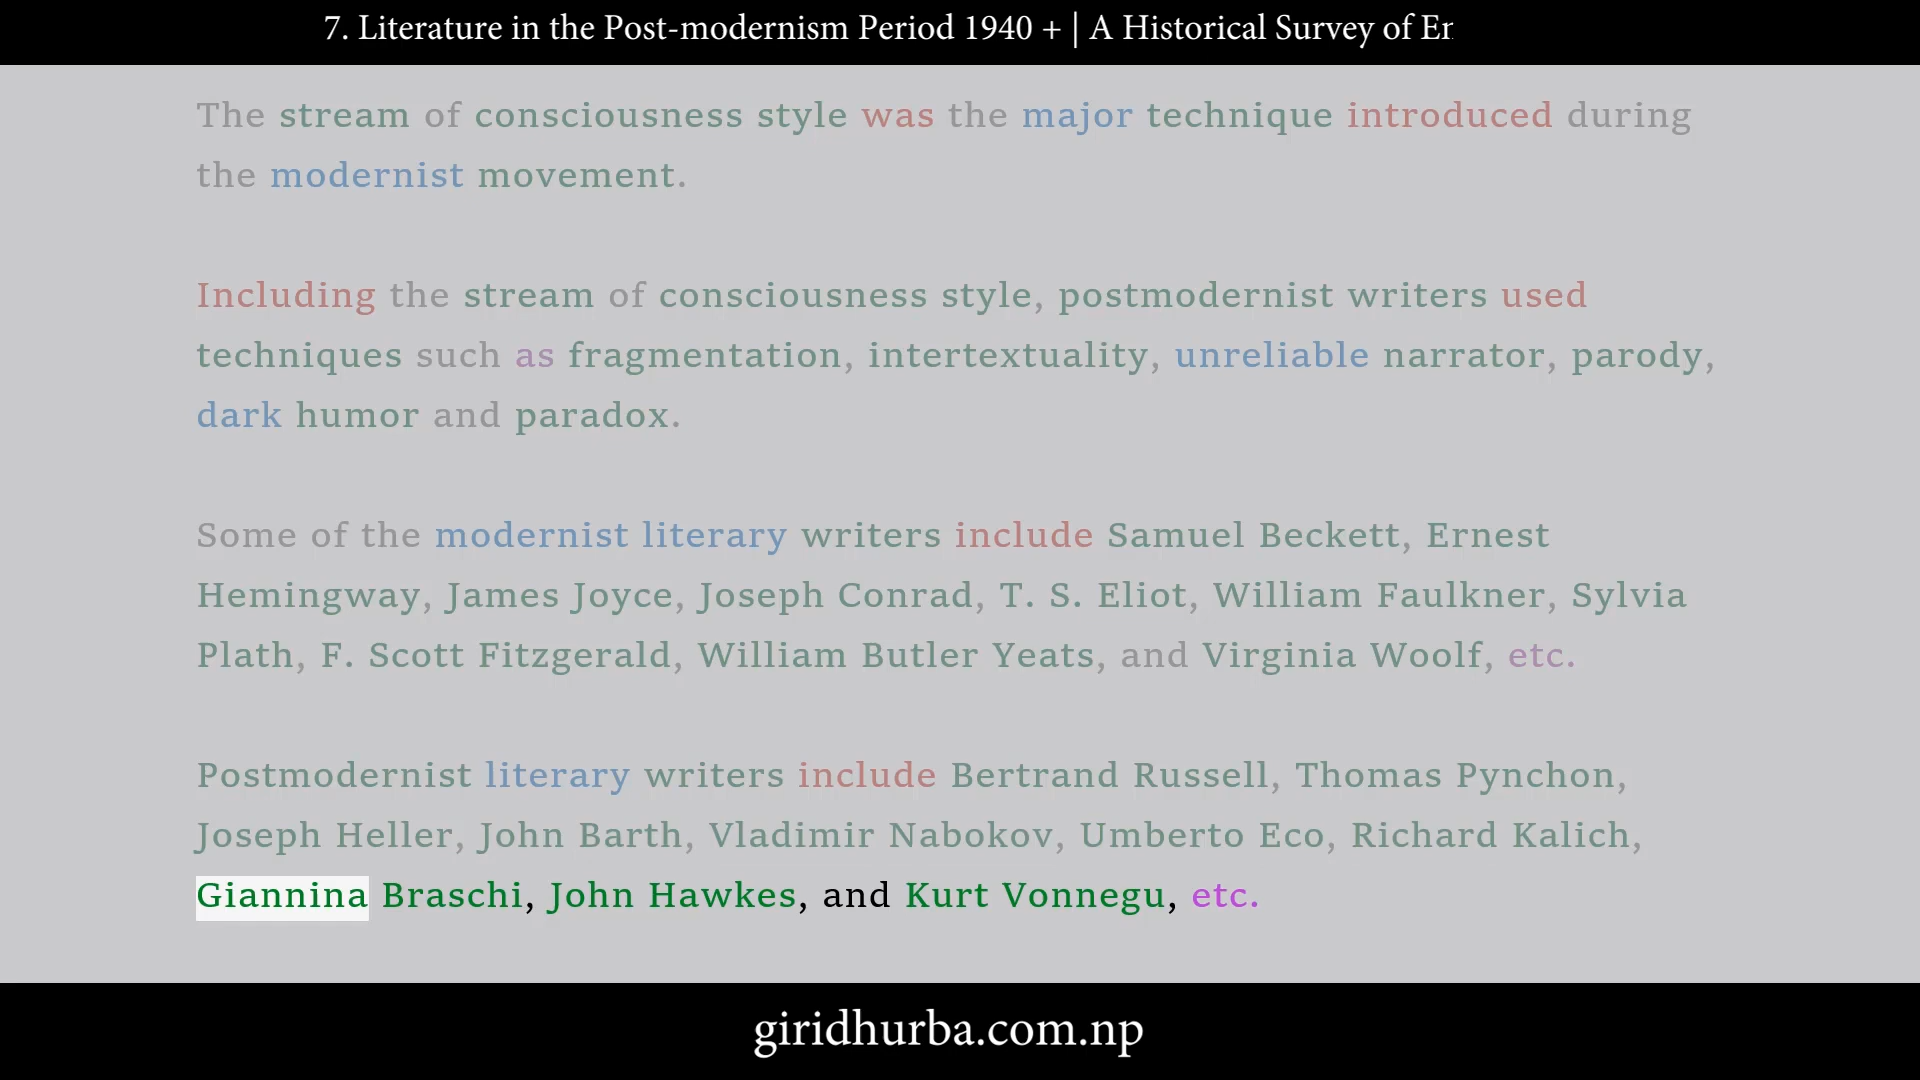 7. Literature in the Post-modernism Period 1940 + | A Historical Survey of En
The stream of consciousness style was the major technique introduced during
the modernist movement.
Including the stream of consciousness style, postmodernist writers used
techniques such as fragmentation, intertextuality, unreliable narrator, parody,
dark humor and paradox.
Some of the modernist literary writers include Samuel Beckett, Ernest
Hemingway, James Joyce, Joseph Conrad, T. S. Eliot, William Faulkner, Sylvia
Plath, F. Scott Fitzgerald, William Butler Yeats, and Virginia Woolf, etc.
Postmodernist literary writers include Bertrand Russell, Thomas Pynchon,
Joseph Heller, John Barth, Vladimir Nabokov, Umberto Eco, Richard Kalich,
Giannina Braschi, John Hawkes, and Kurt Vonnegu, etc.
giridhurba.com.np